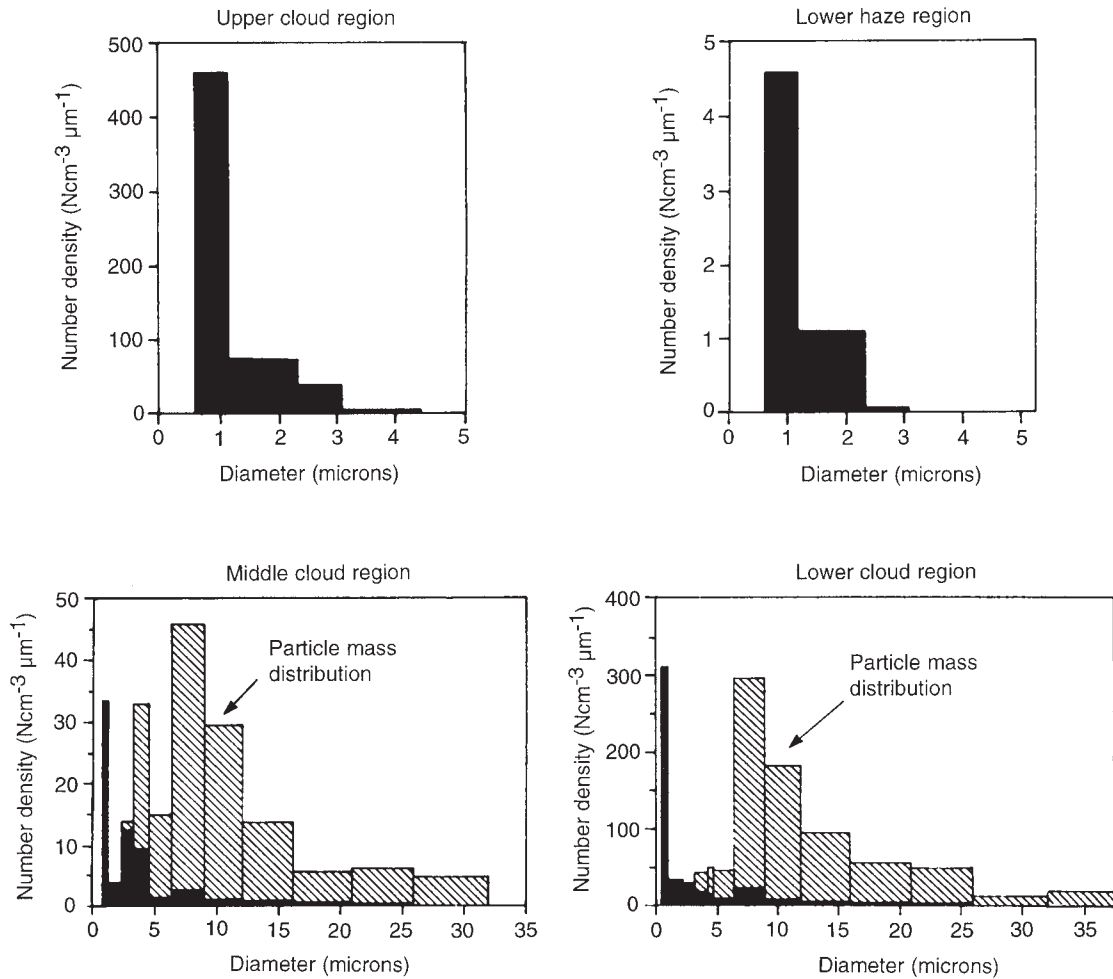 Upper cloud region
500
400
300
200
100
0
Number density (Ncm⁻³ µm⁻¹)
0 1 2 3 4 5
Diameter (microns)
Lower haze region
5
4
3
2
1
0
Number density (Ncm⁻³ µm⁻¹)
0 1 2 3 4 5
Diameter (microns)
Middle cloud region
50
40
30
20
10
0
Number density (Ncm⁻³ µm⁻¹)
Particle mass
distribution
0 5 10 15 20 25 30 35
Diameter (microns)
Lower cloud region
400
300
200
100
0
Number density (Ncm⁻³ µm⁻¹)
Particle mass
distribution
0 5 10 15 20 25 30 35
Diameter (microns)